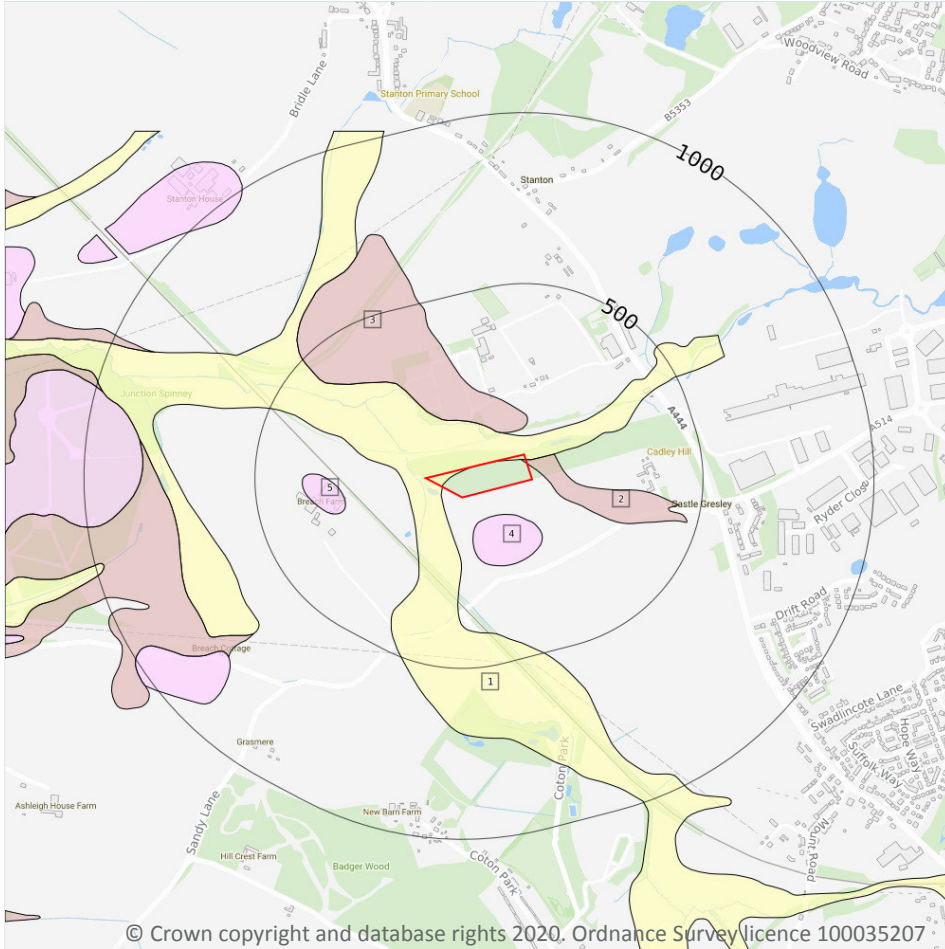 Woodview Road
Bridle Lane
Stanton Primary School
B5353
1000
Stanton
Stanton House
500
3
Junction Spinney
A444
A514
Cadley Hill
5
Breach Farm
2
Castle Gresley
Ryder Close
4
Drift Road
Breach Cottage
1
Swadlincote Lane
Hope Way
Suffolk Way
Grasmere
Coton Park
Ashleigh House Farm
New Barn Farm
Sandy Lane
Mount Road
Hill Crest Farm
Badger Wood
Coton Park
© Crown copyright and database rights 2020. Ordnance Survey licence 100035207